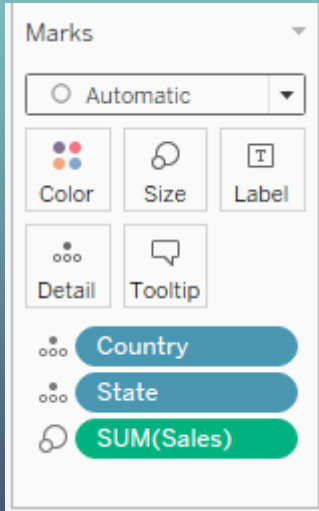 Marks
Automatic
Color Size Label
T
Detail Tooltip
Country
State
SUM(Sales)